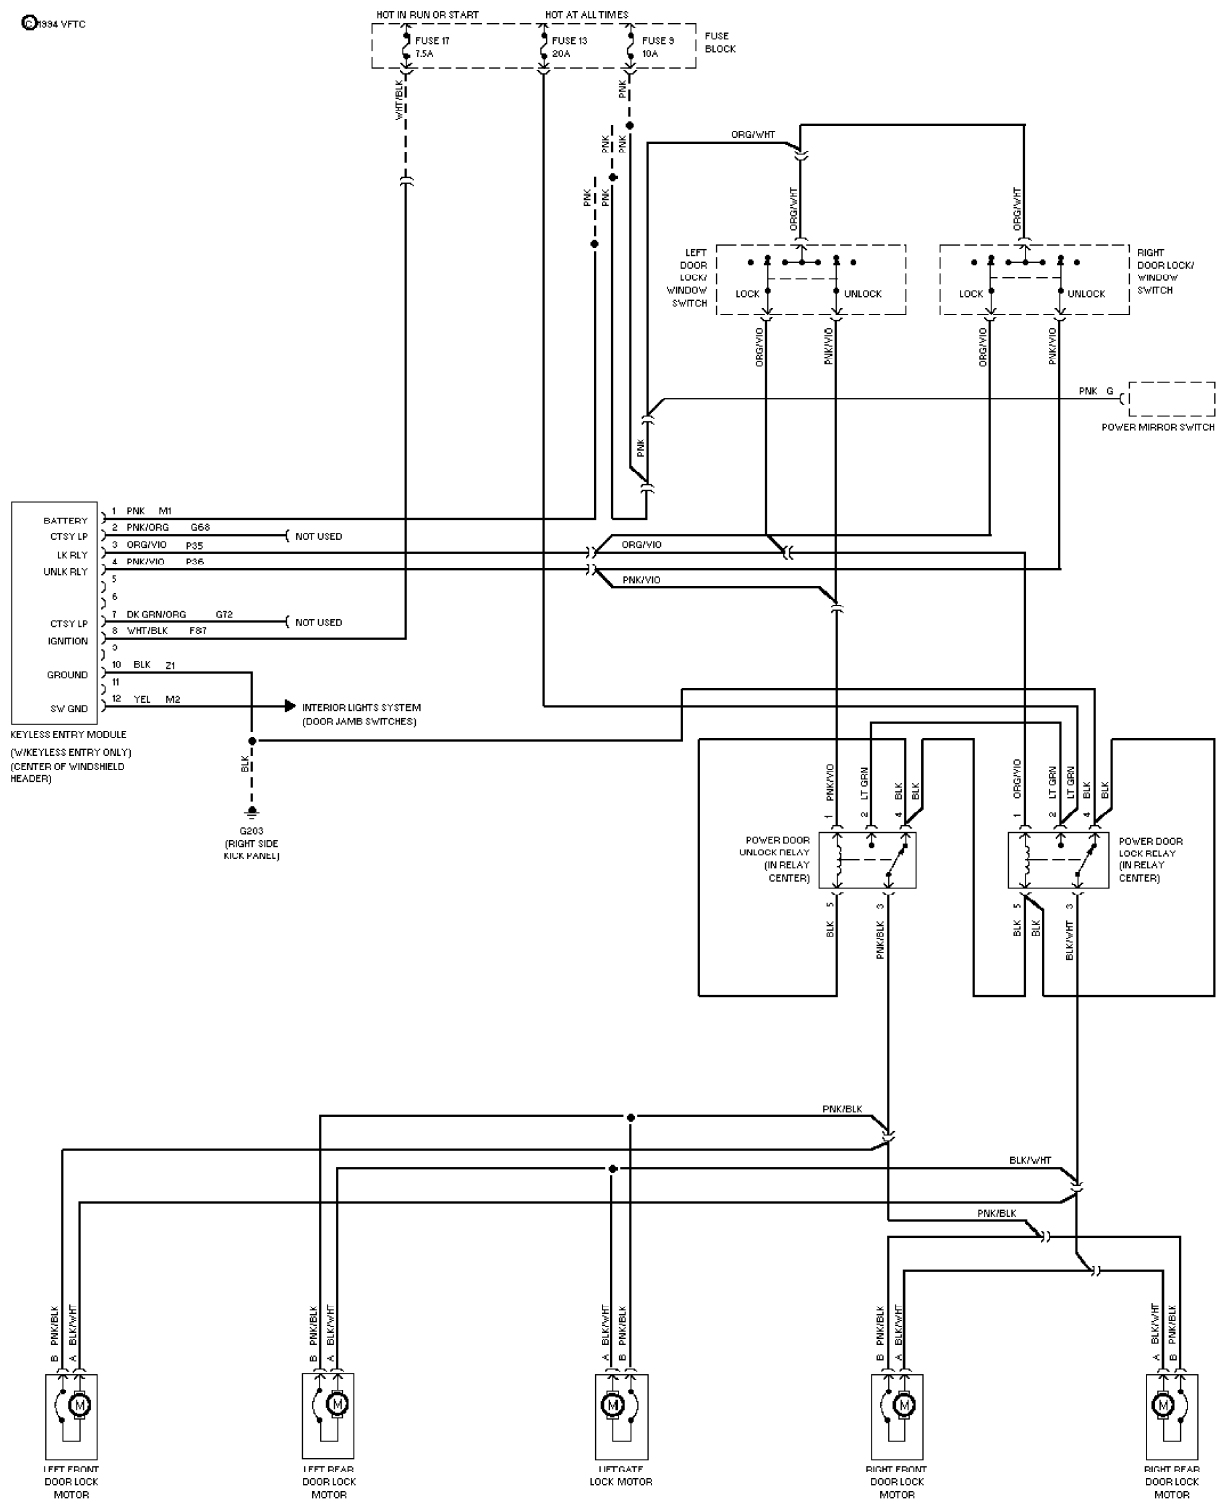 © 1994 VFTC
HOT IN RUN OR START
HOT AT ALL TIMES
FUSE 17
7.5A
FUSE 13
20A
FUSE 9
10A
FUSE
BLOCK
WHT/BLK
PNK
PNK
PNK
PNK
PNK
ORG/WHT
ORG/WHT
ORG/WHT
LEFT
DOOR
LOCK/
WINDOW
SWITCH
LOCK
UNLOCK
RIGHT
DOOR LOCK/
WINDOW
SWITCH
LOCK
UNLOCK
ORG/VIO
PNK/VIO
ORG/VIO
PNK/VIO
PNK G
POWER MIRROR SWITCH
PNK
BATTERY
1 PNK M1
CTSY LP
2 PNK/ORG G68
NOT USED
LK RLY
3 ORG/VIO P35
ORG/VIO
UNLK RLY
4 PNK/VIO P36
PNK/VIO
5
6
CTSY LP
7 DK GRN/ORG G72
NOT USED
IGNITION
8 WHT/BLK F87
9
GROUND
10 BLK Z1
11
SW GND
12 YEL M2
INTERIOR LIGHTS SYSTEM
(DOOR JAMB SWITCHES)
KEYLESS ENTRY MODULE
(W/KEYLESS ENTRY ONLY)
(CENTER OF WINDSHIELD
HEADER)
BLK
G203
(RIGHT SIDE
KICK PANEL)
PNK/VIO
LT GRN
BLK
BLK
ORG/VIO
LT GRN
LT GRN
BLK
BLK
1
2
4
1
2
4
POWER DOOR
UNLOCK RELAY
(IN RELAY
CENTER)
POWER DOOR
LOCK RELAY
(IN RELAY
CENTER)
5
3
5
3
BLK
PNK/BLK
BLK
BLK
BLK/WHT
PNK/BLK
BLK/WHT
PNK/BLK
B PNK/BLK
A BLK/WHT
B PNK/BLK
A BLK/WHT
A BLK/WHT
B PNK/BLK
B PNK/BLK
A BLK/WHT
A BLK/WHT
B PNK/BLK
M
M
M
M
M
LEFT FRONT
DOOR LOCK
MOTOR
LEFT REAR
DOOR LOCK
MOTOR
LIFTGATE
LOCK MOTOR
RIGHT FRONT
DOOR LOCK
MOTOR
RIGHT REAR
DOOR LOCK
MOTOR